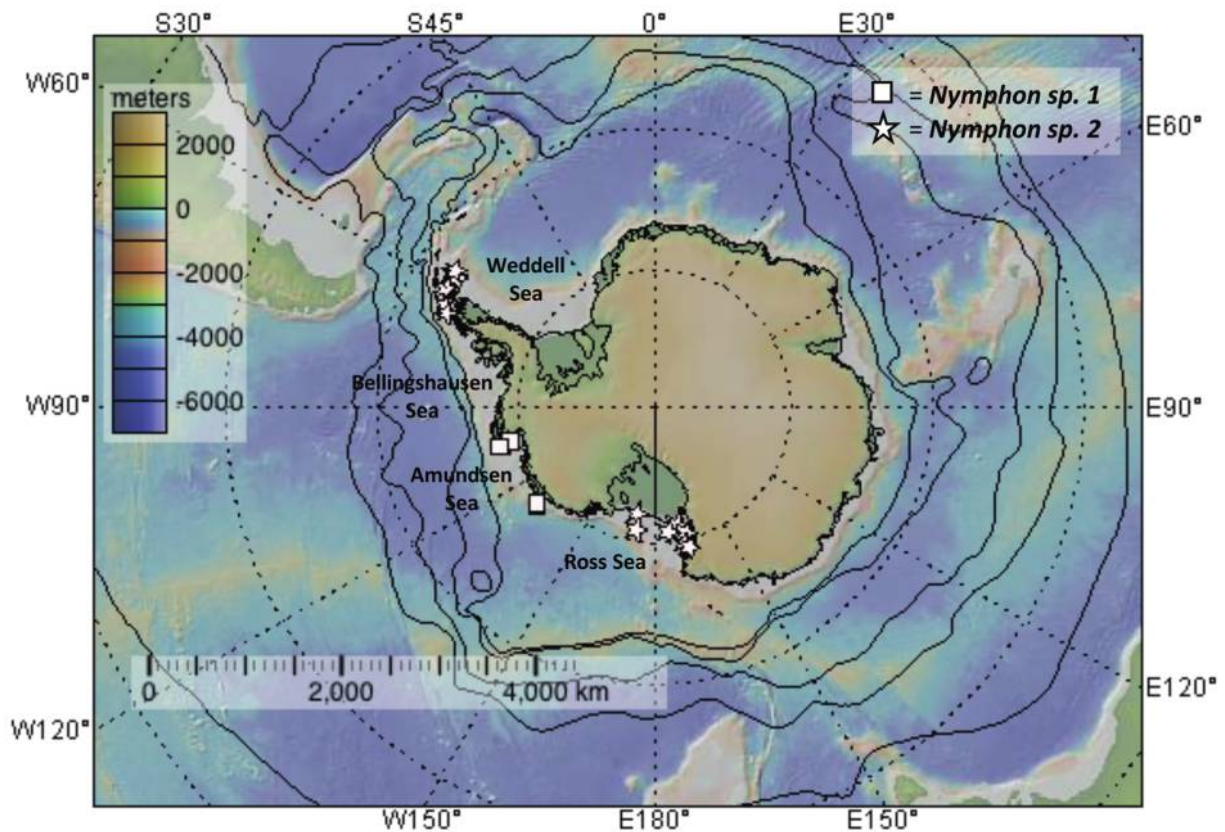 S30° S45° 0° E30°
W60°
meters
2000
0
-2000
-4000
-6000
= Nymphon sp. 1
= Nymphon sp. 2
E60°
Weddell
Sea
Bellingshausen
Sea
W90°
E90°
Amundsen
Sea
Ross Sea
0 2,000 4,000 km
E120°
W120°
W150° E180° E150°